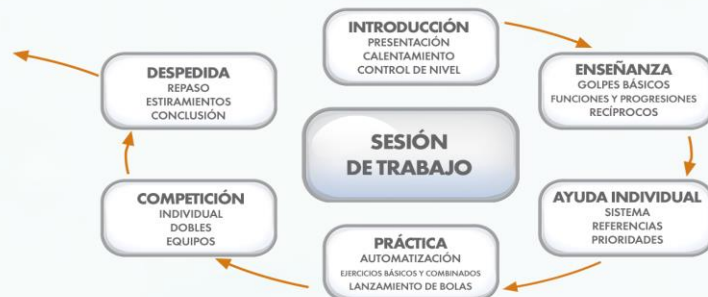 INTRODUCCIÓN
PRESENTACIÓN
CALENTAMIENTO
CONTROL DE NIVEL
ENSEÑANZA
GOLPES BÁSICOS
FUNCIONES Y PROGRESIONES
RECÍPROCOS
AYUDA INDIVIDUAL
SISTEMA
REFERENCIAS
PRIORIDADES
PRÁCTICA
AUTOMATIZACIÓN
EJERCICIOS BÁSICOS Y COMBINADOS
LANZAMIENTO DE BOLAS
COMPETICIÓN
INDIVIDUAL
DOBLES
EQUIPOS
DESPEDIDA
REPASO
ESTIRAMIENTOS
CONCLUSIÓN
SESIÓN
DE TRABAJO